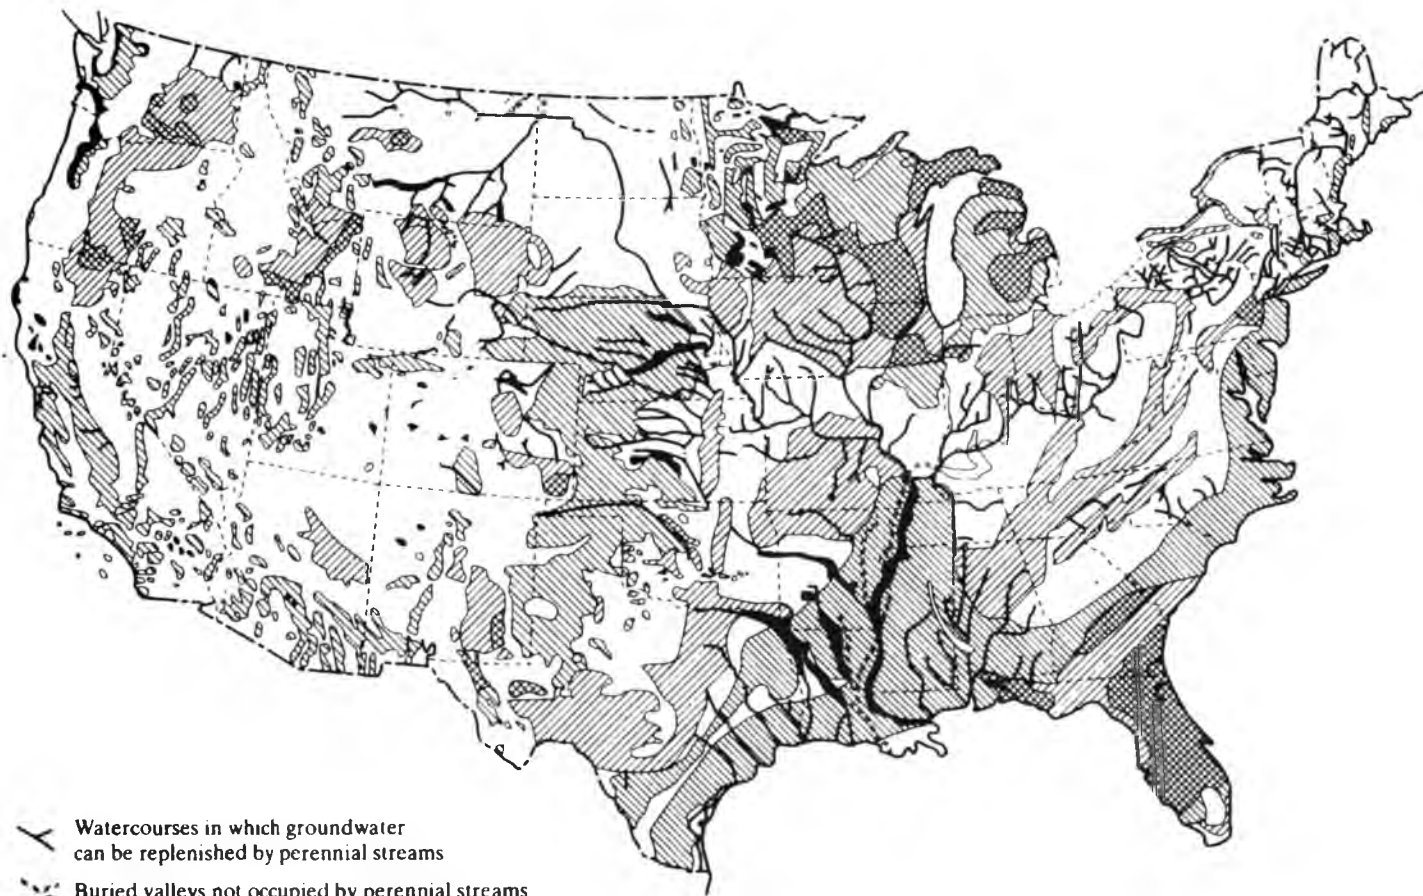 Watercourses in which groundwater
can be replenished by perennial streams
Buried valleys not occupied by perennial streams